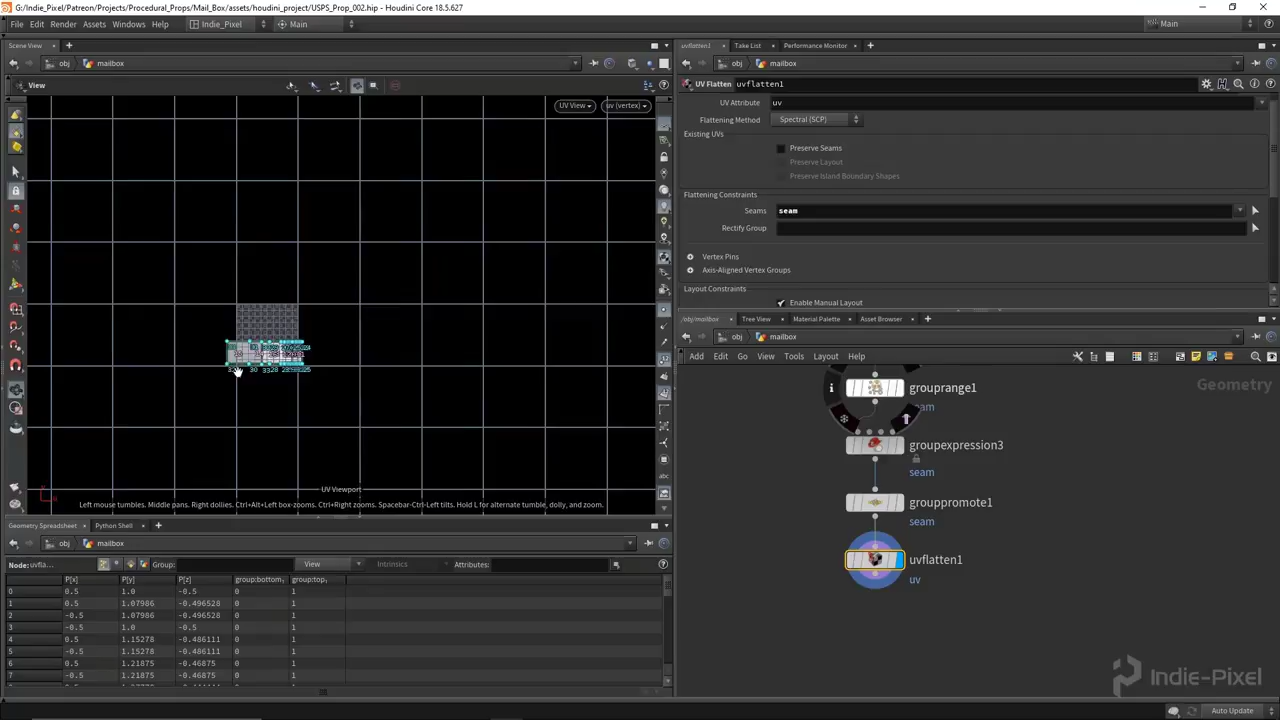 D:/Indie_Pixel/Patreon/Projects/Procedural_Props/Mail_Box/assets/houdini_project/USPS_Prop_002.hip - Houdini Core 18.5.627
File Edit Render Assets Windows Help Indie_Pixel Main Main
Scene View
obj mailbox
View
UV View uv (vertex)
UV Viewport
Left mouse tumbles. Middle pans. Right dollies. Ctrl+Alt+Left box-zooms. Ctrl+Right zooms. Spacebar-Ctrl-Left tilts. Hold L for alternate tumble, dolly, and zoom.
abc
Geometry Spreadsheet Python Shell
obj mailbox
Node: uvfla... Group: View Intrinsics Attributes:
P[x] P[y] P[z] group:bottom group:top
0 0.5 1.0 -0.5 0 1
1 0.5 1.07986 -0.496528 0 1
2 -0.5 1.07986 -0.496528 0 1
3 -0.5 1.0 -0.5 0 1
4 0.5 1.15278 -0.486111 0 1
5 -0.5 1.15278 -0.486111 0 1
6 0.5 1.21875 -0.46875 0 1
7 -0.5 1.21875 -0.46875 0 1
uvflatten1 Take List Performance Monitor
obj mailbox
UV Flatten uvflatten1
UV Attribute uv
Flattening Method Spectral (SCP)
Existing UVs
Preserve Seams
Preserve Layout
Preserve Island Boundary Shapes
Flattening Constraints
Seams seam
Rectify Group
Vertex Pins
Axis-Aligned Vertex Groups
Layout Constraints
Enable Manual Layout
/obj/mailbox Tree View Material Palette Asset Browser
obj mailbox
Add Edit Go View Tools Layout Help
Geometry
grouprange1
groupexpression3
seam
grouppromote1
seam
uvflatten1
uv
Indie-Pixel
Auto Update